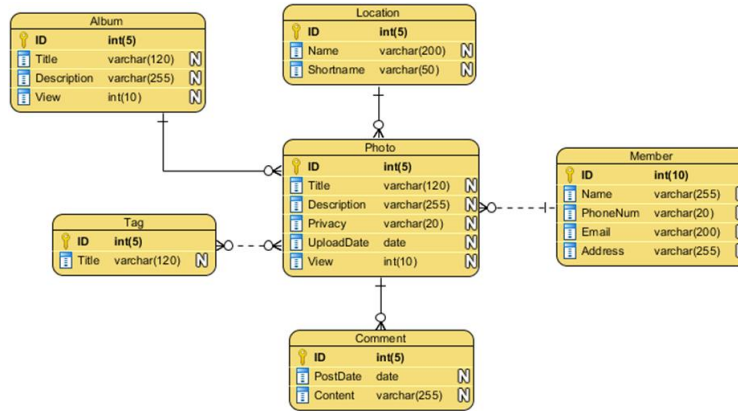 Album
ID int(5)
Title varchar(120) N
Description varchar(255) N
View int(10) N
Location
ID int(5)
Name varchar(200) N
Shortname varchar(50) N
Photo
ID int(5)
Title varchar(120) N
Description varchar(255) N
Privacy varchar(20) N
UploadDate date N
View int(10) N
Member
ID int(10)
Name varchar(255)
PhoneNum varchar(20)
Email varchar(200)
Address varchar(255)
Tag
ID int(5)
Title varchar(120) N
Comment
ID int(5)
PostDate date N
Content varchar(255) N